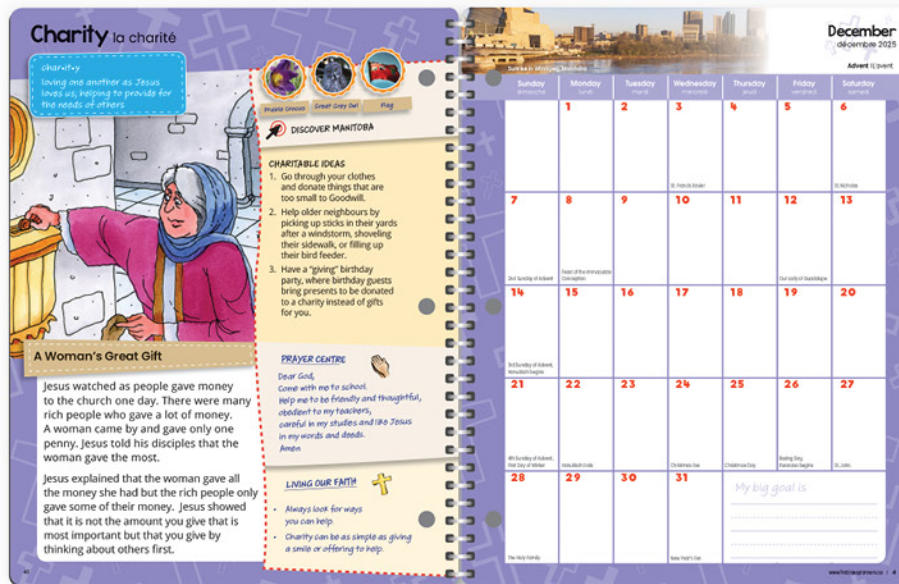 Charity la charité
charity
loving one another as Jesus
loves us, helping to provide for
the needs of others
Prairie Crocus
Great Grey Owl
Flag
DISCOVER MANITOBA
CHARITABLE IDEAS
1. Go through your clothes
and donate things that are
too small to Goodwill.
2. Help older neighbours by
picking up sticks in their yards
after a windstorm, shoveling
their sidewalk, or filling up
their bird feeder.
3. Have a “giving” birthday
party, where birthday guests
bring presents to be donated
to a charity instead of gifts
for you.
A Woman's Great Gift
Jesus watched as people gave money
to the church one day. There were many
rich people who gave a lot of money.
A woman came by and gave only one
penny. Jesus told his disciples that the
woman gave the most.
Jesus explained that the woman gave all
the money she had but the rich people only
gave some of their money. Jesus showed
that it is not the amount you give that is
most important but that you give by
thinking about others first.
PRAYER CENTRE
Dear God,
Come with me to school.
Help me to be friendly and thoughtful,
obedient to my teachers,
careful in my studies and like Jesus
in my words and deeds.
Amen
LIVING OUR FAITH
• Always look for ways
you can help.
• Charity can be as simple as giving
a smile or offering to help.
Sunrise in Winnipeg, Manitoba
December
décembre 2025
Advent l'avent
Sunday Monday Tuesday Wednesday Thursday Friday Saturday
dimanche lundi mardi mercredi jeudi vendredi samedi
1 2 3 4 5 6
St. Francis Xavier
St. Nicholas
7 8 9 10 11 12 13
2nd Sunday of Advent
Feast of the Immaculate
Conception
Our Lady of Guadalupe
14 15 16 17 18 19 20
3rd Sunday of Advent,
Hanukkah begins
21 22 23 24 25 26 27
4th Sunday of Advent,
First Day of Winter
Hanukkah Ends
Christmas Eve
Christmas Day
Boxing Day,
Kwanzaa begins
St. John
28 29 30 31
The Holy Family
New Year's Eve
My big goal is